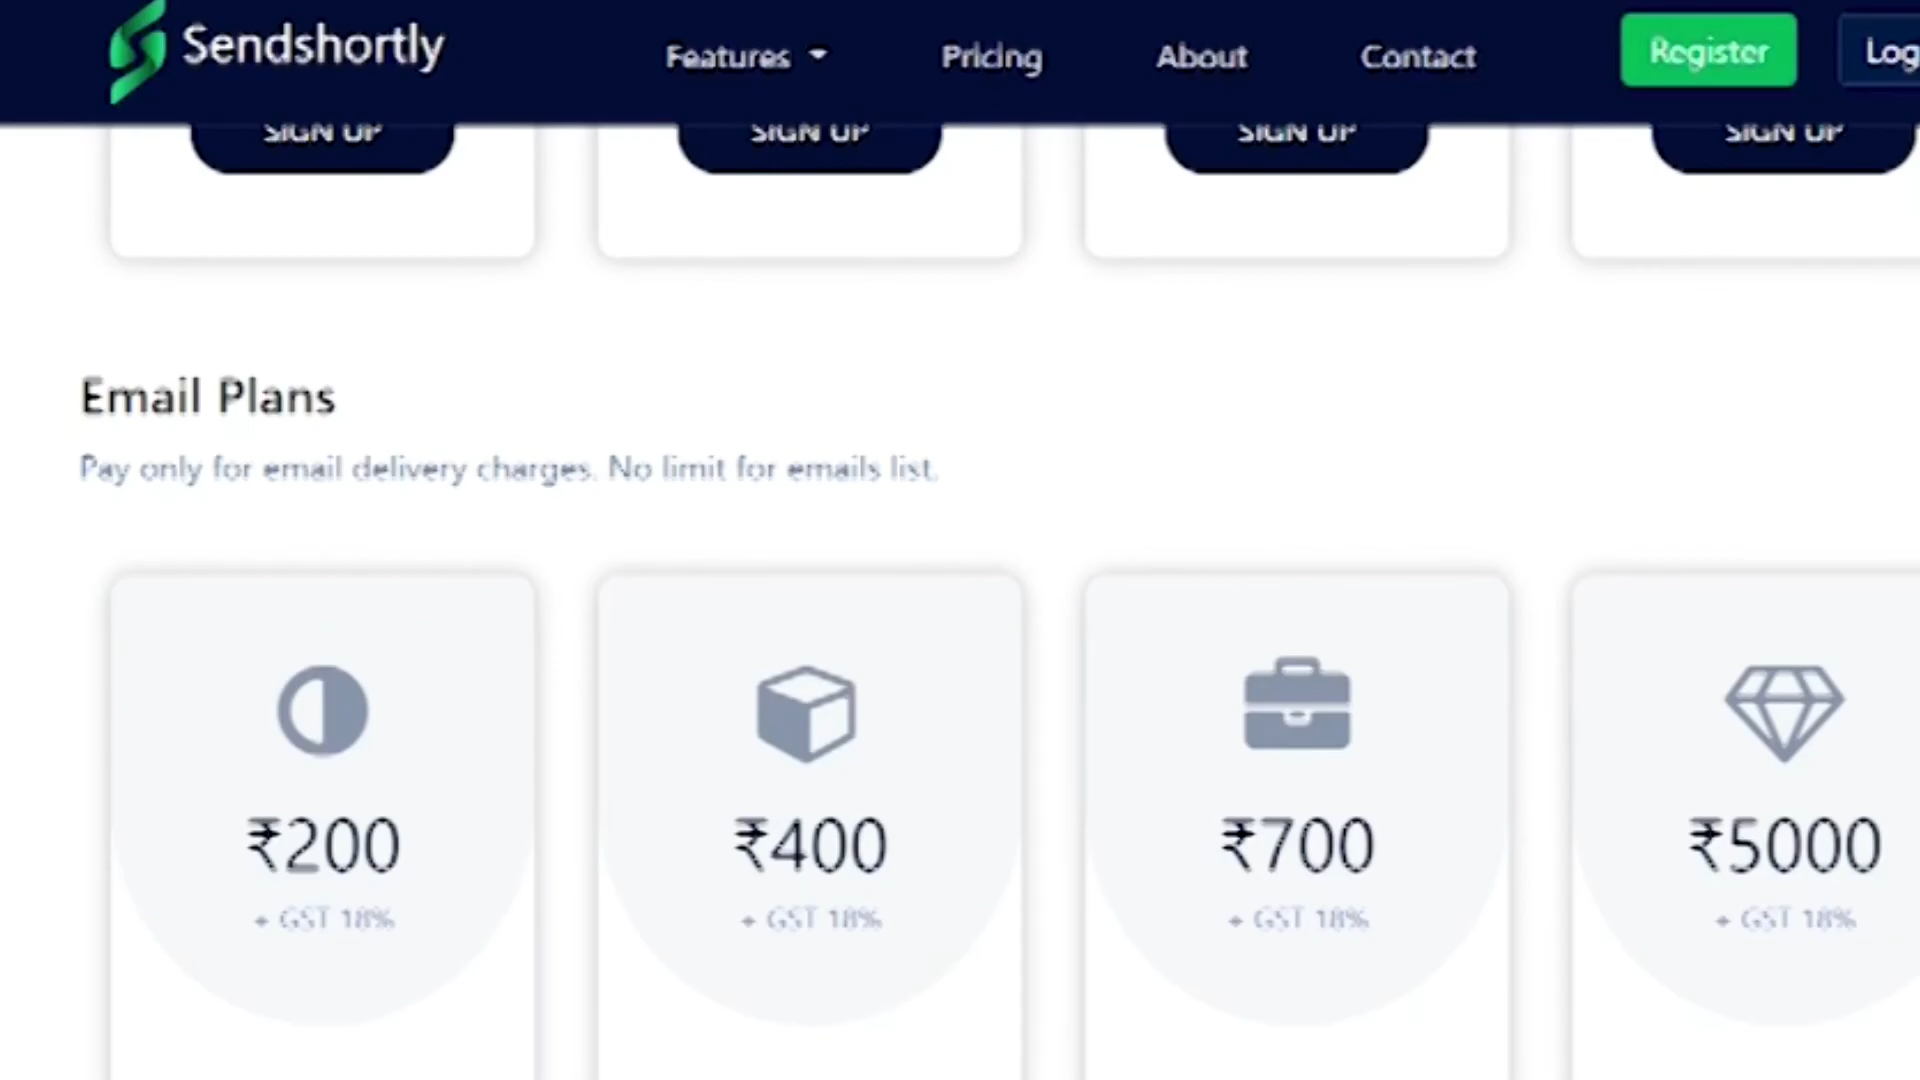 Sendshortly
Features Pricing About Contact Register Log
SIGN UP SIGN UP SIGN UP SIGN UP
Email Plans
Pay only for email delivery charges. No limit for emails list.
₹200 ₹400 ₹700 ₹5000
+ GST 18% + GST 18% + GST 18% + GST 18%